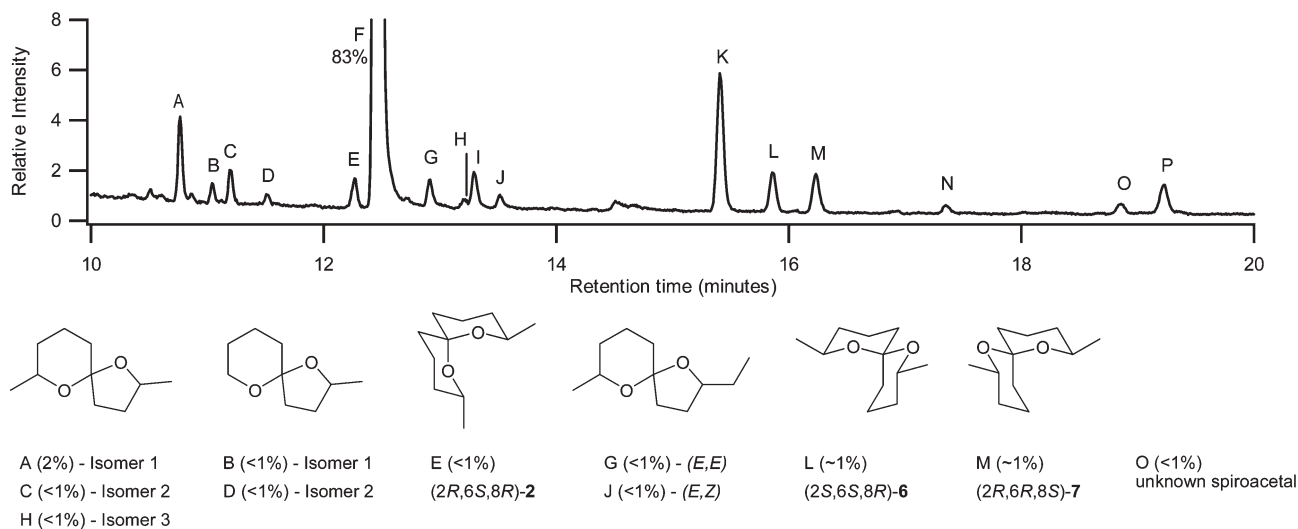 8
6
4
2
0
Relative Intensity
F
83%
A
B
C
D
E
G
H
I
J
K
L
M
N
O
P
10
12
14
16
18
20
Retention time (minutes)
O
O
O
O
O
O
O
O
O
O
O
O
A (2%) - Isomer 1
C (<1%) - Isomer 2
H (<1%) - Isomer 3
B (<1%) - Isomer 1
D (<1%) - Isomer 2
E (<1%)
(2R,6S,8R)-2
G (<1%) - (E,E)
J (<1%) - (E,Z)
L (~1%)
(2S,6S,8R)-6
M (~1%)
(2R,6R,8S)-7
O (<1%)
unknown spiroacetal